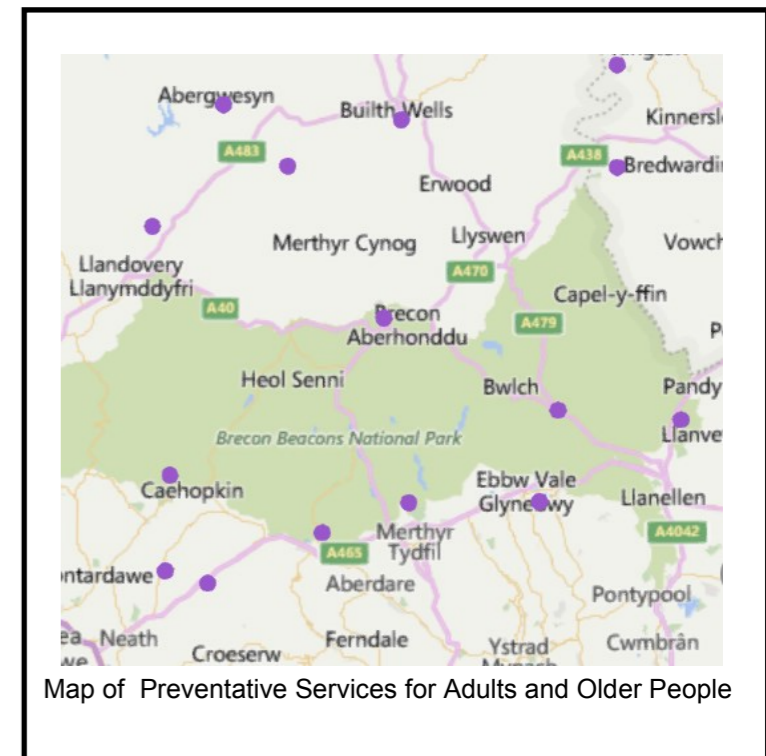 Abergwesyn
Builth Wells
Kinnersl
A483
A438
Bredwardi
Erwood
Merthyr Cynog
Llyswen
Vowch
Llandovery
Llanymddyfri
A470
Capel-y-ffin
A40
Brecon
Aberhonddu
A479
Heol Senni
Bwlch
Pandy
Brecon Beacons National Park
Llanve
Caehopkin
Ebbw Vale
Llanellen
Merthyr
Tydfil
A465
A4042
ontardawe
Aberdare
Pontypool
Neath
Croeserw
Ferndale
Ystrad
Cwmbrân
Map of Preventative Services for Adults and Older People